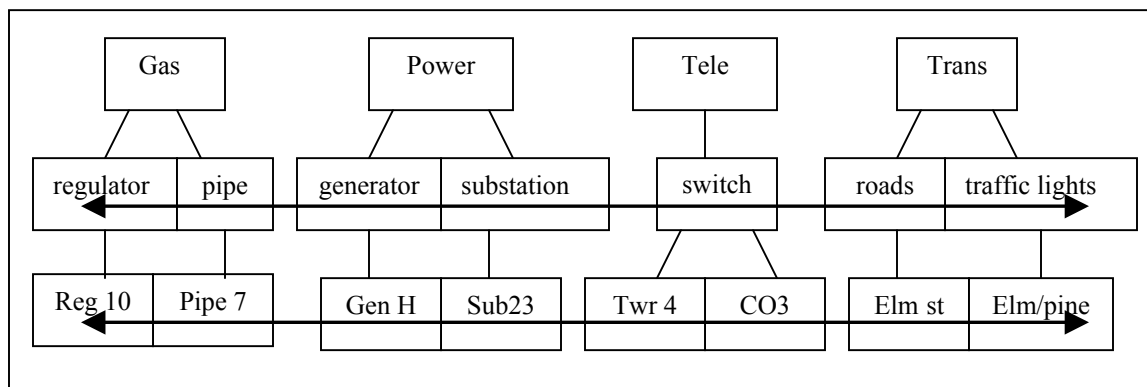 Gas Power Tele Trans
regulator pipe generator substation switch roads traffic lights
Reg 10 Pipe 7 Gen H Sub23 Twr 4 CO3 Elm st Elm/pine